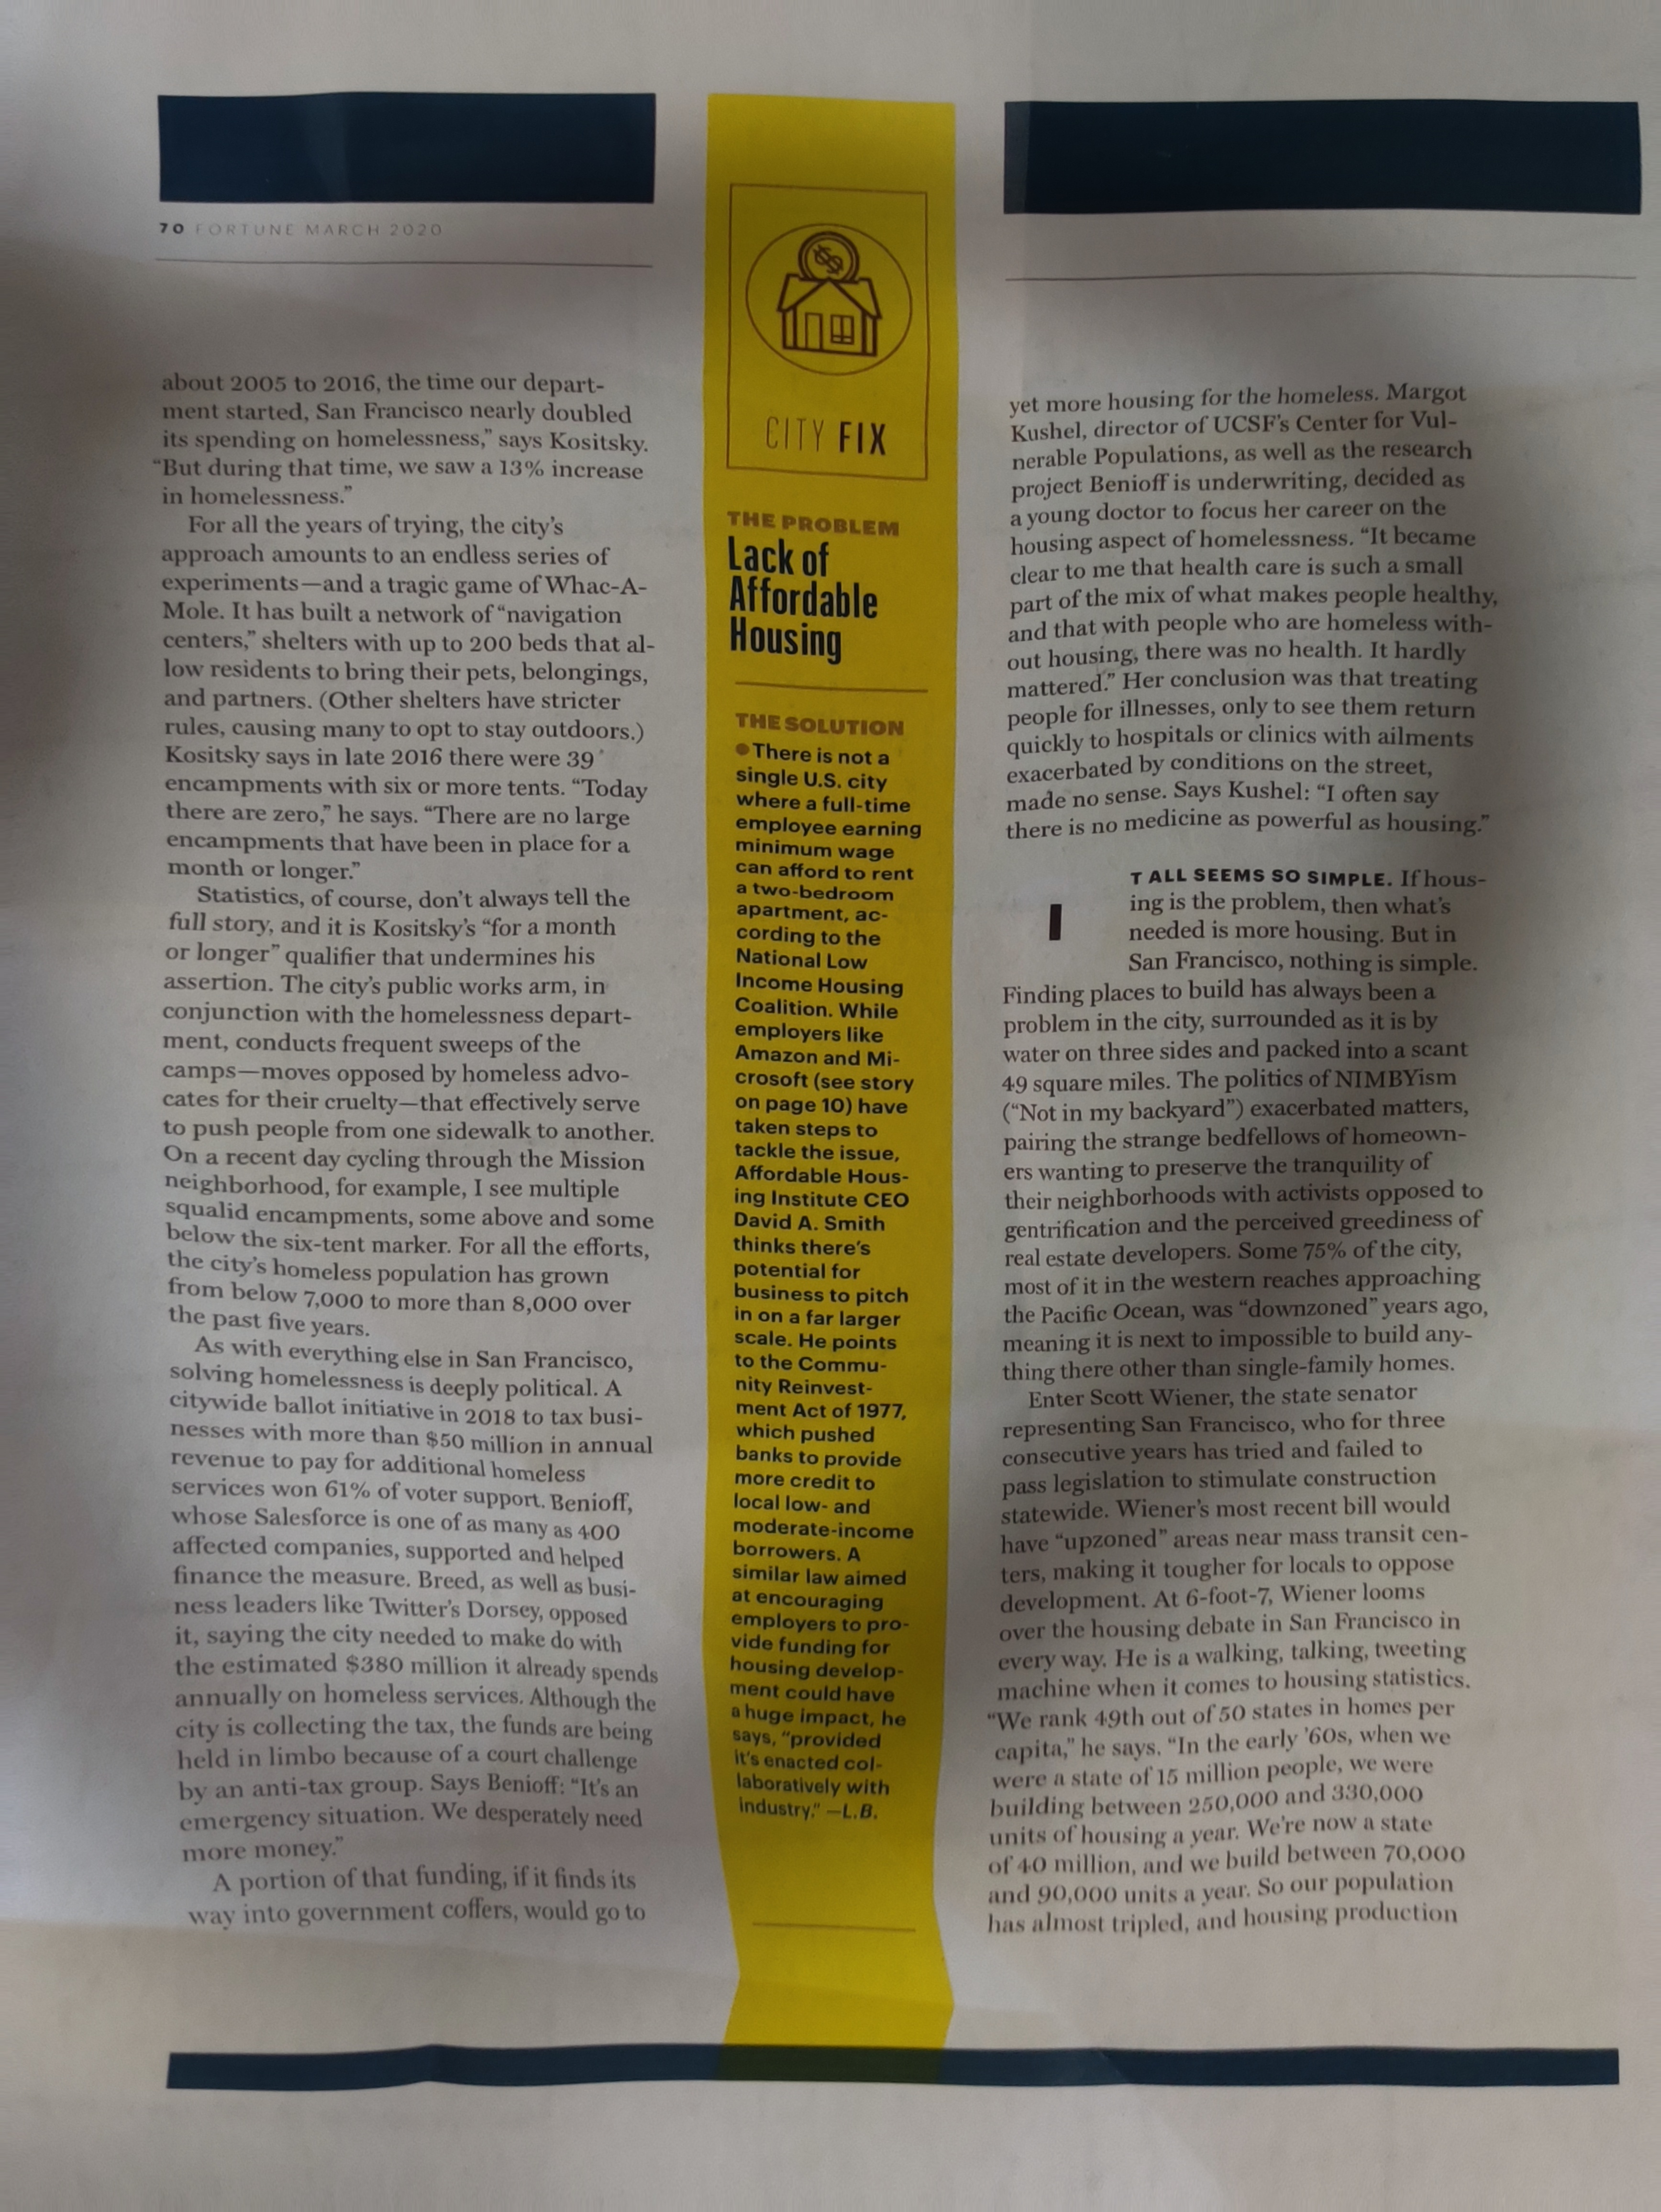 70 FORTUNE MARCH 2020
about 2005 to 2016, the time our depart-
ment started, San Francisco nearly doubled
its spending on homelessness,” says Kositsky.
“But during that time, we saw a 13% increase
in homelessness.”
For all the years of trying, the city’s
approach amounts to an endless series of
experiments—and a tragic game of Whac-A-
Mole. It has built a network of “navigation
centers,” shelters with up to 200 beds that al-
low residents to bring their pets, belongings,
and partners. (Other shelters have stricter
rules, causing many to opt to stay outdoors.)
Kositsky says in late 2016 there were 39
encampments with six or more tents. “Today
there are zero,” he says. “There are no large
encampments that have been in place for a
month or longer.”
Statistics, of course, don’t always tell the
full story, and it is Kositsky’s “for a month
or longer” qualifier that undermines his
assertion. The city’s public works arm, in
conjunction with the homelessness depart-
ment, conducts frequent sweeps of the
camps—moves opposed by homeless advo-
cates for their cruelty—that effectively serve
to push people from one sidewalk to another.
On a recent day cycling through the Mission
neighborhood, for example, I see multiple
squalid encampments, some above and some
below the six-tent marker. For all the efforts,
the city’s homeless population has grown
from below 7,000 to more than 8,000 over
the past five years.
As with everything else in San Francisco,
solving homelessness is deeply political. A
citywide ballot initiative in 2018 to tax busi-
nesses with more than $50 million in annual
revenue to pay for additional homeless
services won 61% of voter support. Benioff,
whose Salesforce is one of as many as 400
affected companies, supported and helped
finance the measure. Breed, as well as busi-
ness leaders like Twitter’s Dorsey, opposed
it, saying the city needed to make do with
the estimated $380 million it already spends
annually on homeless services. Although the
city is collecting the tax, the funds are being
held in limbo because of a court challenge
by an anti-tax group. Says Benioff: “It’s an
emergency situation. We desperately need
more money.”
A portion of that funding, if it finds its
way into government coffers, would go to
CITY FIX
THE PROBLEM
Lack of
Affordable
Housing
THE SOLUTION
●There is not a
single U.S. city
where a full-time
employee earning
minimum wage
can afford to rent
a two-bedroom
apartment, ac-
cording to the
National Low
Income Housing
Coalition. While
employers like
Amazon and Mi-
crosoft (see story
on page 10) have
taken steps to
tackle the issue,
Affordable Hous-
ing Institute CEO
David A. Smith
thinks there’s
potential for
business to pitch
in on a far larger
scale. He points
to the Commu-
nity Reinvest-
ment Act of 1977,
which pushed
banks to provide
more credit to
local low- and
moderate-income
borrowers. A
similar law aimed
at encouraging
employers to pro-
vide funding for
housing develop-
ment could have
a huge impact, he
says, “provided
it’s enacted col-
laboratively with
industry.” —L.B.
yet more housing for the homeless. Margot
Kushel, director of UCSF’s Center for Vul-
nerable Populations, as well as the research
project Benioff is underwriting, decided as
a young doctor to focus her career on the
housing aspect of homelessness. “It became
clear to me that health care is such a small
part of the mix of what makes people healthy,
and that with people who are homeless with-
out housing, there was no health. It hardly
mattered.” Her conclusion was that treating
people for illnesses, only to see them return
quickly to hospitals or clinics with ailments
exacerbated by conditions on the street,
made no sense. Says Kushel: “I often say
there is no medicine as powerful as housing.”
IT ALL SEEMS SO SIMPLE. If hous-
ing is the problem, then what’s
needed is more housing. But in
San Francisco, nothing is simple.
Finding places to build has always been a
problem in the city, surrounded as it is by
water on three sides and packed into a scant
49 square miles. The politics of NIMBYism
(“Not in my backyard”) exacerbated matters,
pairing the strange bedfellows of homeown-
ers wanting to preserve the tranquility of
their neighborhoods with activists opposed to
gentrification and the perceived greediness of
real estate developers. Some 75% of the city,
most of it in the western reaches approaching
the Pacific Ocean, was “downzoned” years ago,
meaning it is next to impossible to build any-
thing there other than single-family homes.
Enter Scott Wiener, the state senator
representing San Francisco, who for three
consecutive years has tried and failed to
pass legislation to stimulate construction
statewide. Wiener’s most recent bill would
have “upzoned” areas near mass transit cen-
ters, making it tougher for locals to oppose
development. At 6-foot-7, Wiener looms
over the housing debate in San Francisco in
every way. He is a walking, talking, tweeting
machine when it comes to housing statistics.
“We rank 49th out of 50 states in homes per
capita,” he says. “In the early ’60s, when we
were a state of 15 million people, we were
building between 250,000 and 330,000
units of housing a year. We’re now a state
of 40 million, and we build between 70,000
and 90,000 units a year. So our population
has almost tripled, and housing production